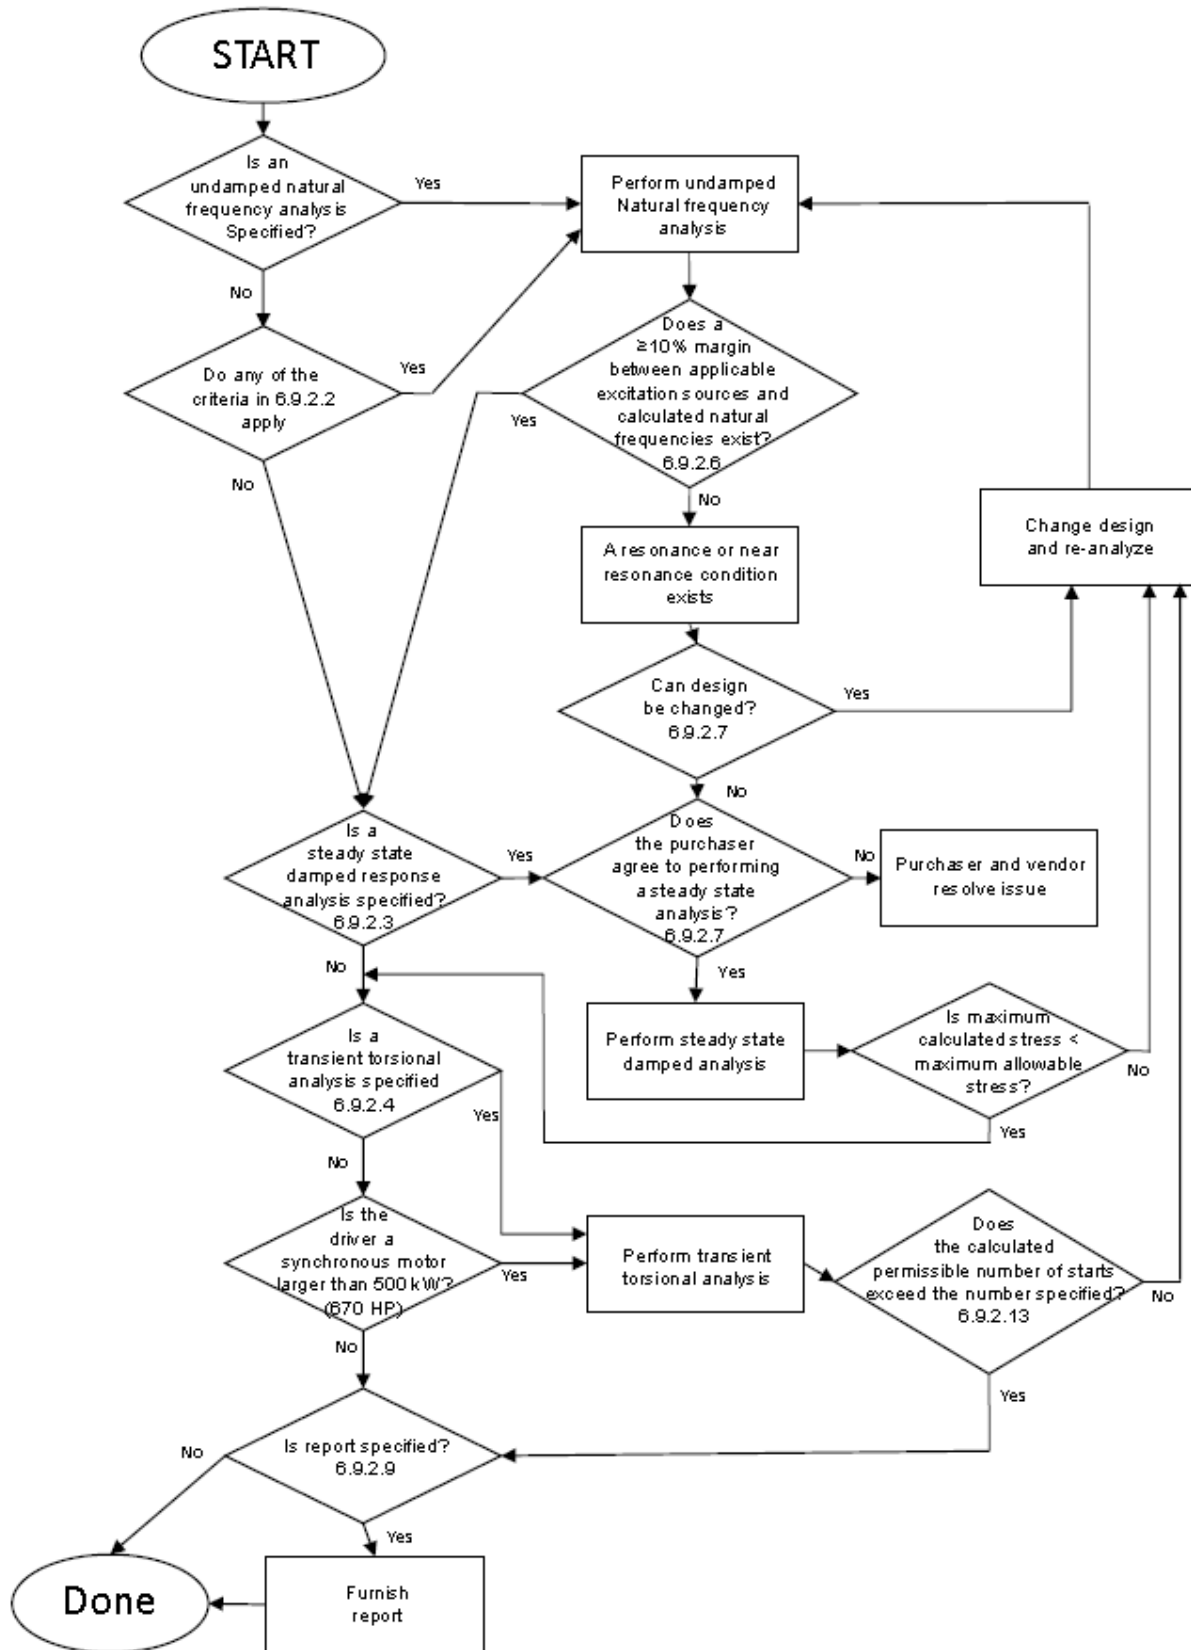 START
Is an
undamped natural
frequency analysis
Specified?
Yes
Perform undamped
Natural frequency
analysis
No
Does a
≥10% margin
between applicable
excitation sources and
calculated natural
frequencies exist?
6.9.2.6
Do any of the
criteria in 6.9.2.2
apply
Yes
Yes
No
No
A resonance or near
resonance condition
exists
Change design
and re-analyze
Can design
be changed?
6.9.2.7
Yes
No
Is a
steady state
damped response
analysis specified?
6.9.2.3
Yes
Does
the purchaser
agree to performing
a steady state
analysis?
6.9.2.7
No
Purchaser and vendor
resolve issue
No
Yes
Is a
transient torsional
analysis specified
6.9.2.4
Yes
Perform steady state
damped analysis
Is maximum
calculated stress <
maximum allowable
stress?
No
Yes
No
Is the
driver a
synchronous motor
larger than 500 kW?
(670 HP)
Yes
Perform transient
torsional analysis
Does
the calculated
permissible number of starts
exceed the number specified?
6.9.2.13
No
Yes
No
Is report specified?
6.9.2.9
No
Yes
Done
Furnish
report